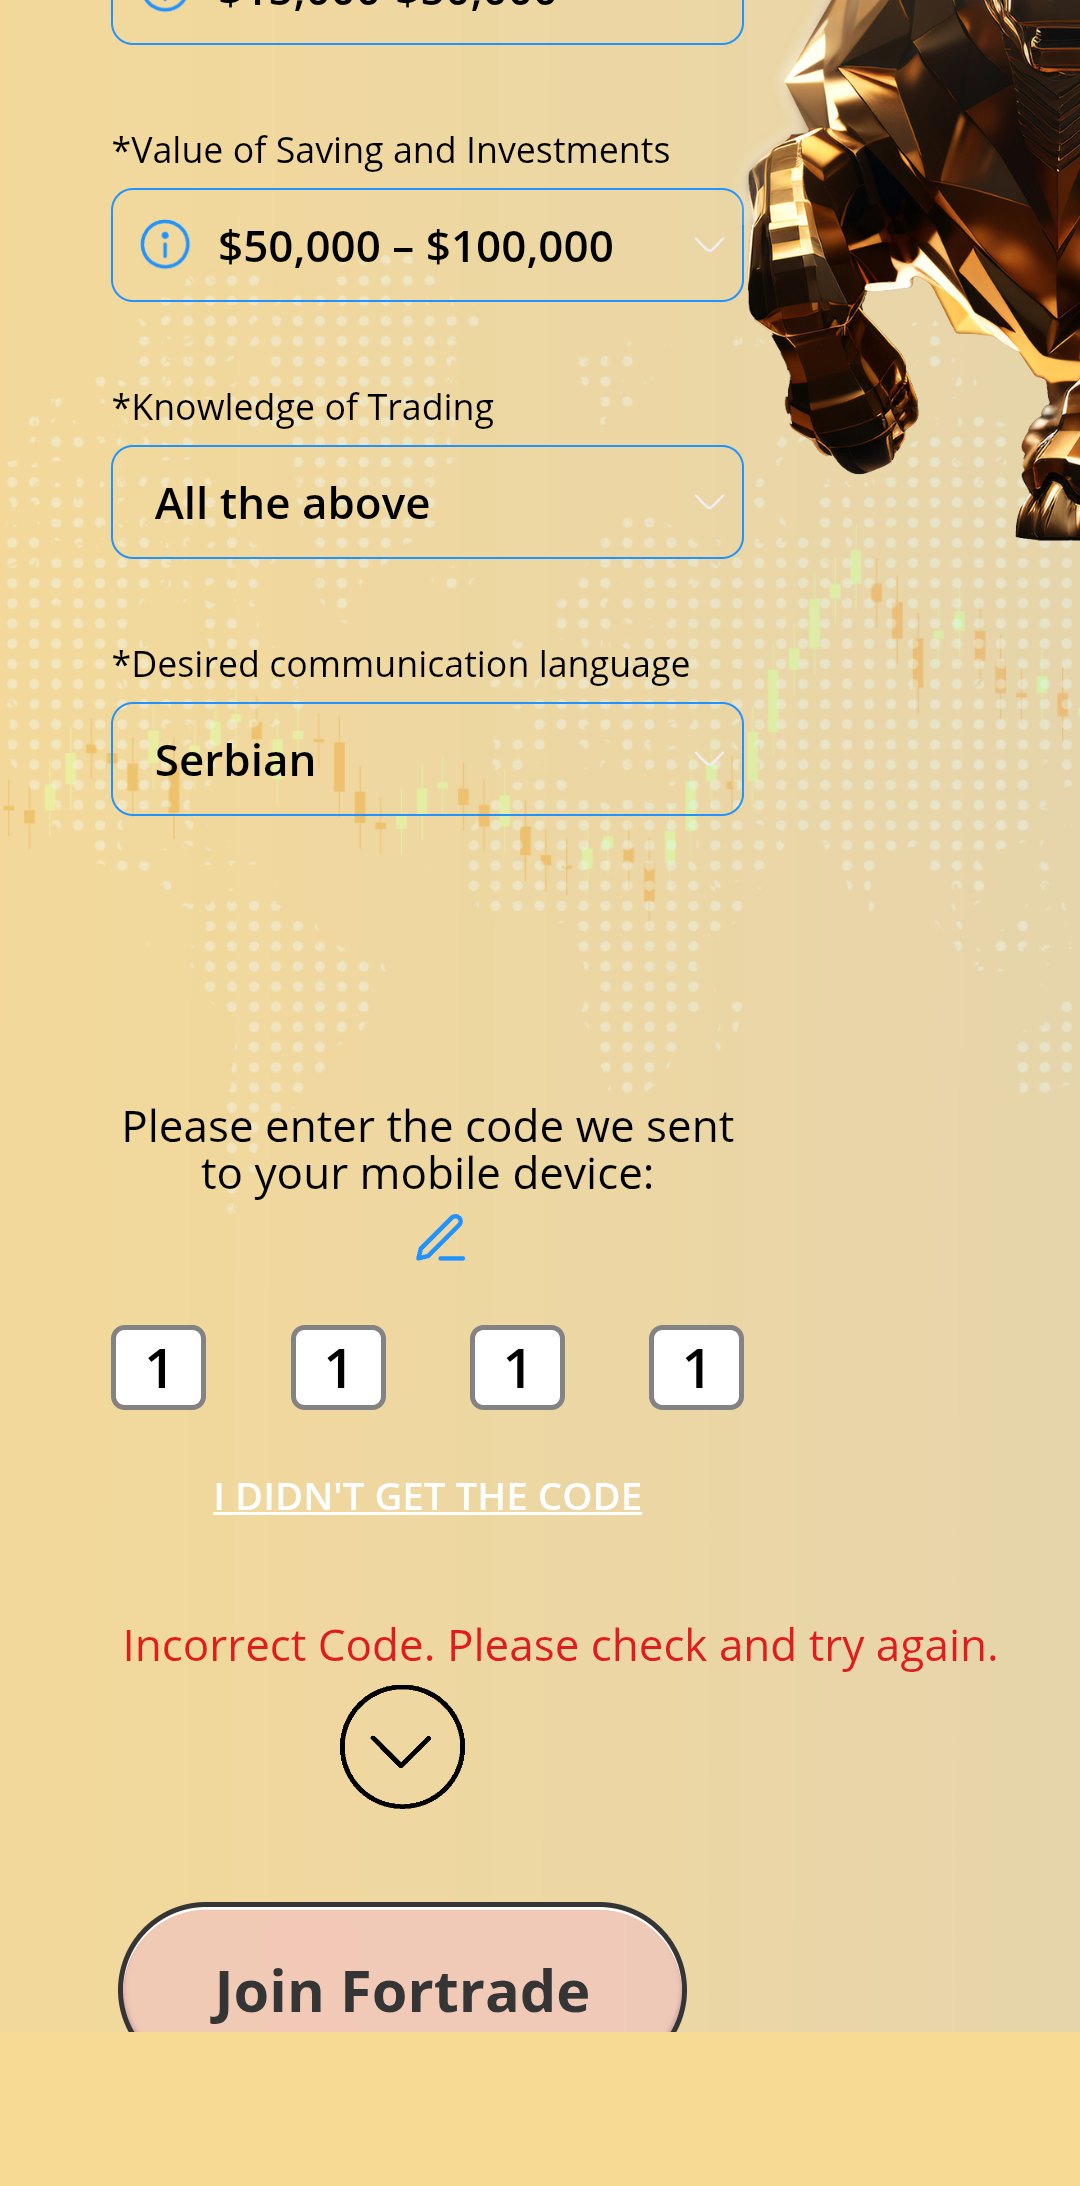 *Value of Saving and Investments
$50,000 – $100,000
*Knowledge of Trading
All the above
*Desired communication language
Serbian
Please enter the code we sent
to your mobile device:
1 1 1 1
I DIDN'T GET THE CODE
Incorrect Code. Please check and try again.
Join Fortrade